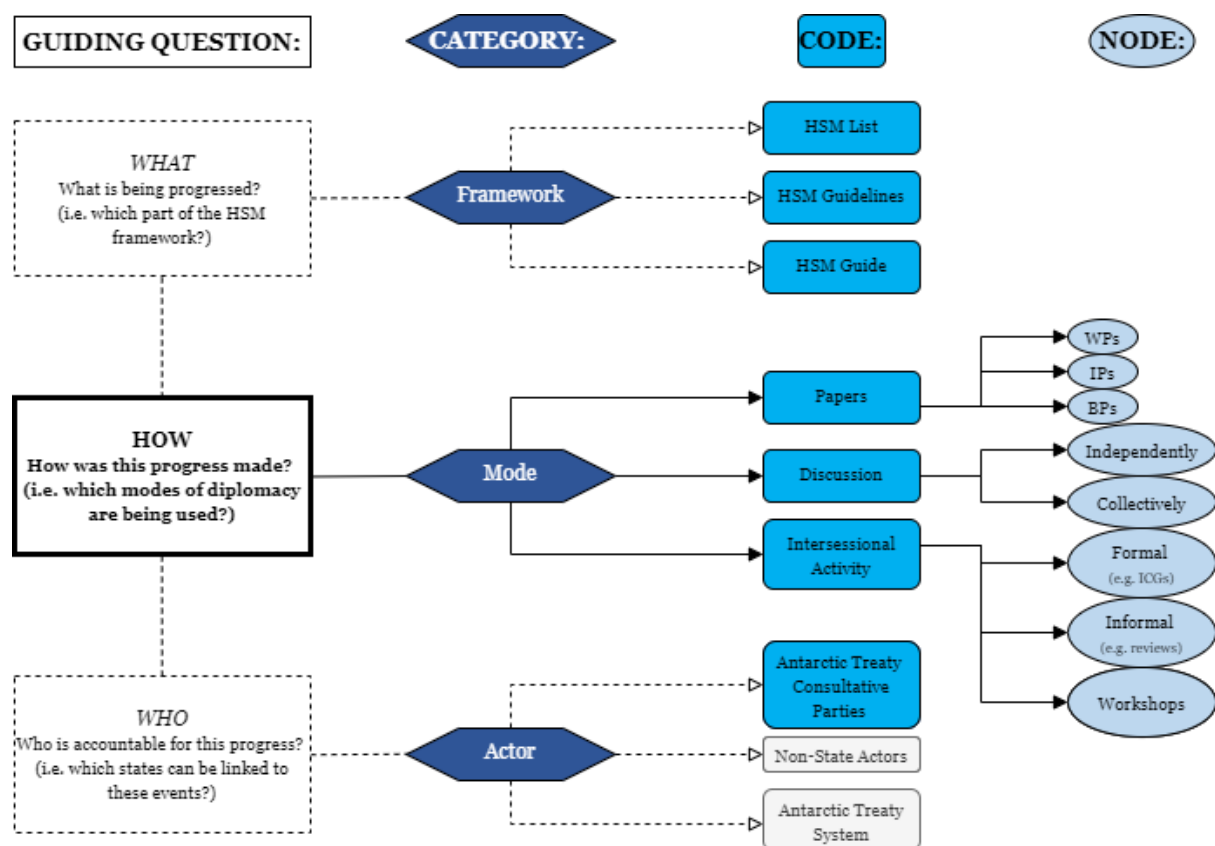 GUIDING QUESTION:
CATEGORY:
CODE:
NODE:
WHAT
What is being progressed?
(i.e. which part of the HSM
framework?)
Framework
HSM List
HSM Guidelines
HSM Guide
HOW
How was this progress made?
(i.e. which modes of diplomacy
are being used?)
Mode
Papers
WPs
IPs
BPs
Discussion
Independently
Collectively
Intersessional
Activity
Formal
(e.g. ICGs)
Informal
(e.g. reviews)
Workshops
WHO
Who is accountable for this progress?
(i.e. which states can be linked to
these events?)
Actor
Antarctic Treaty
Consultative
Parties
Non-State Actors
Antarctic Treaty
System